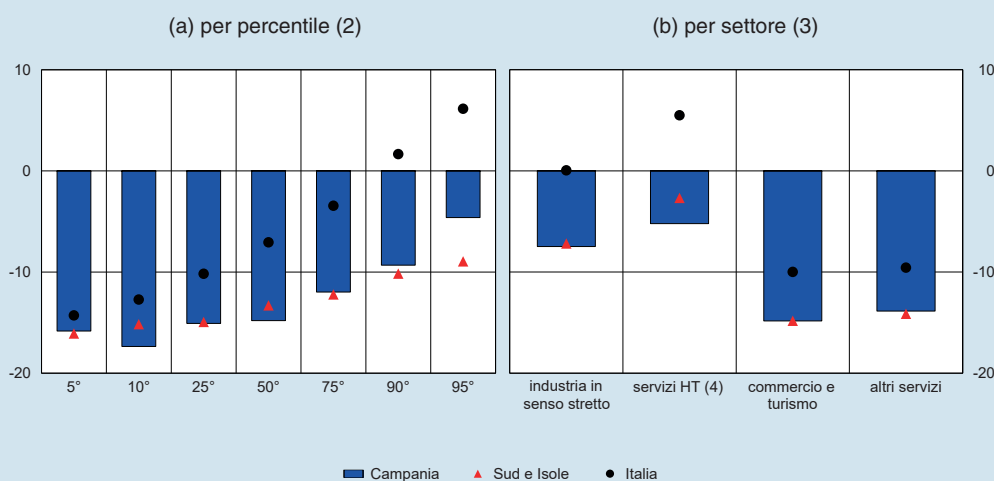 (a) per percentile (2)
(b) per settore (3)
10
0
-10
-20
5°
10°
25°
50°
75°
90°
95°
10
0
-10
-20
industria in
senso stretto
servizi HT (4)
commercio e
turismo
altri servizi
Campania
Sud e Isole
Italia